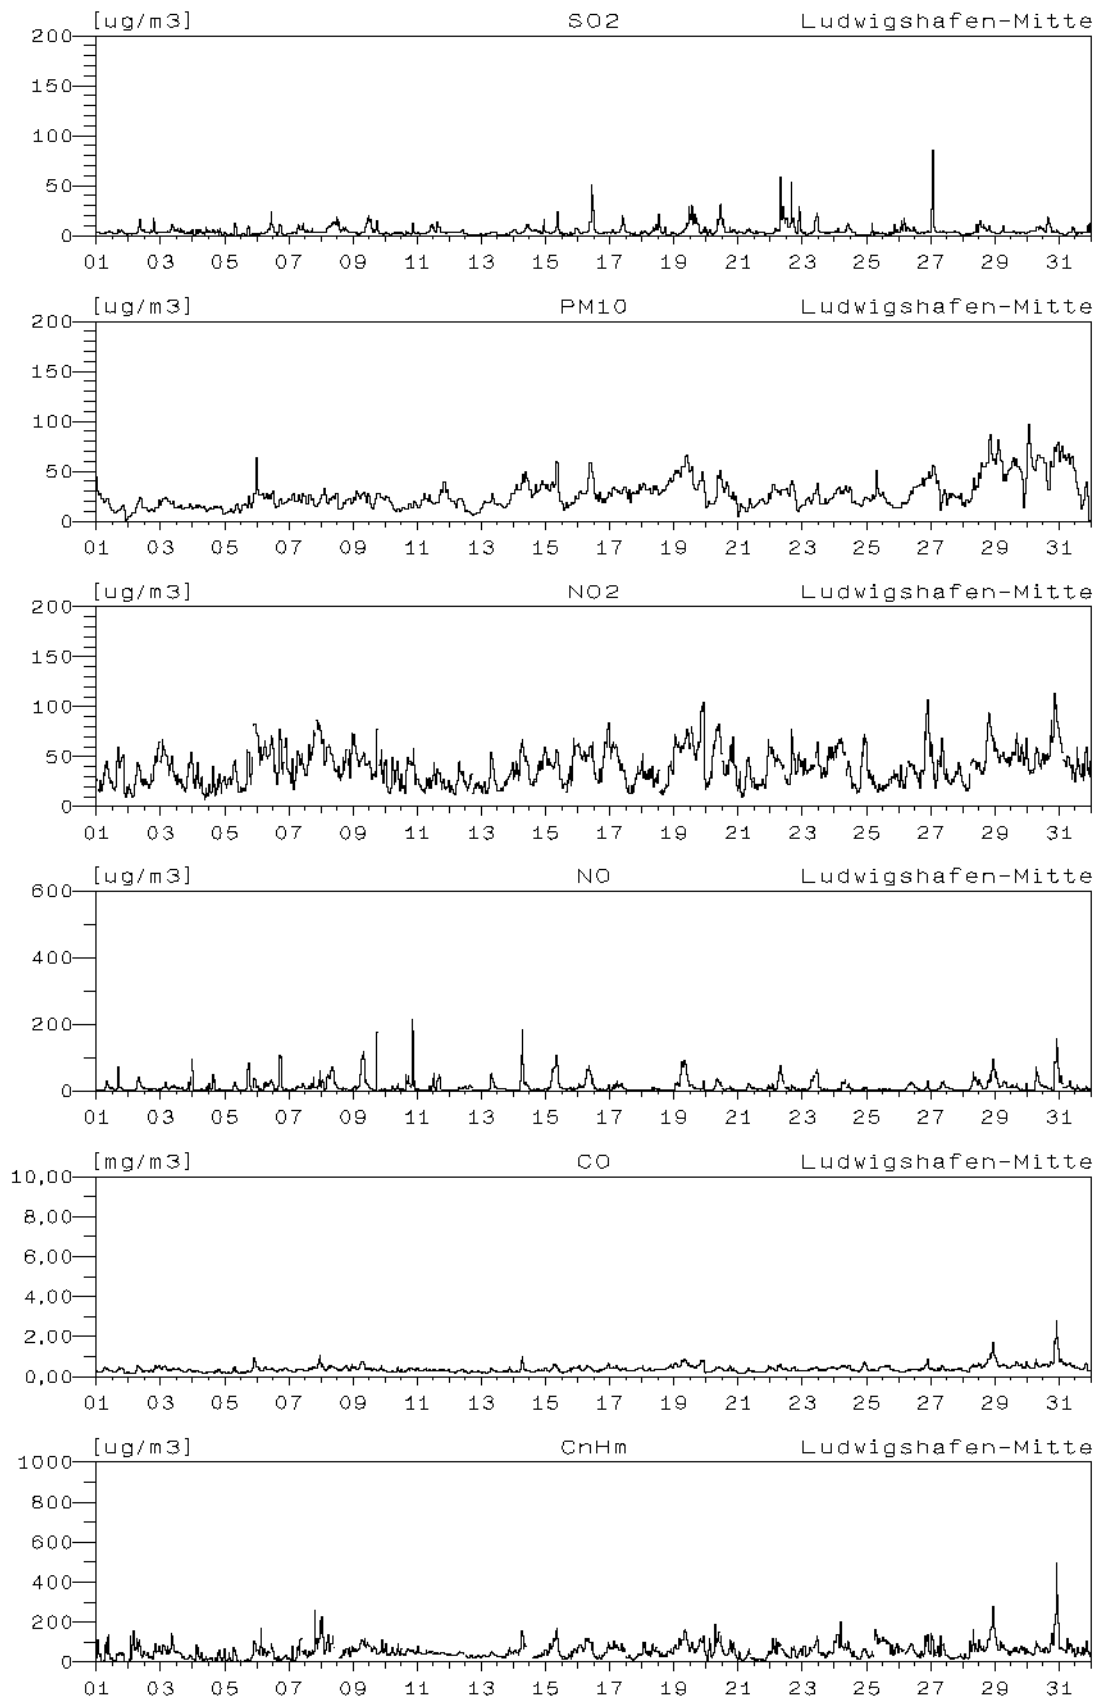 [ug/m3] SO2 Ludwigshafen-Mitte
200
150
100
50
0
01 03 05 07 09 11 13 15 17 19 21 23 25 27 29 31
[ug/m3] PM10 Ludwigshafen-Mitte
200
150
100
50
0
01 03 05 07 09 11 13 15 17 19 21 23 25 27 29 31
[ug/m3] NO2 Ludwigshafen-Mitte
200
150
100
50
0
01 03 05 07 09 11 13 15 17 19 21 23 25 27 29 31
[ug/m3] NO Ludwigshafen-Mitte
600
400
200
0
01 03 05 07 09 11 13 15 17 19 21 23 25 27 29 31
[mg/m3] CO Ludwigshafen-Mitte
10,00
8,00
6,00
4,00
2,00
0,00
01 03 05 07 09 11 13 15 17 19 21 23 25 27 29 31
[ug/m3] CnHm Ludwigshafen-Mitte
1000
800
600
400
200
0
01 03 05 07 09 11 13 15 17 19 21 23 25 27 29 31